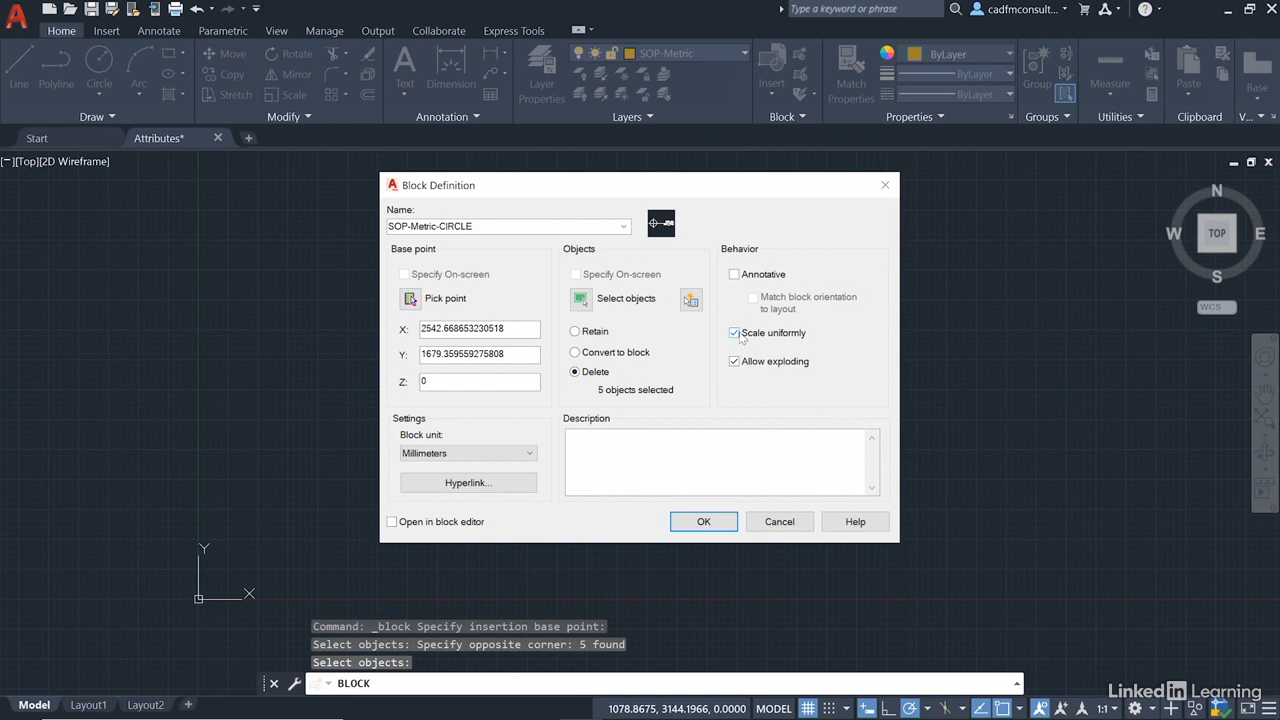 Type a keyword or phrase
cadfmconsult...
Home
Insert
Annotate
Parametric
View
Manage
Output
Collaborate
Express Tools
Line
Polyline
Circle
Arc
Move
Copy
Stretch
Rotate
Mirror
Scale
Text
Dimension
Layer
Properties
SOP-Metric
Insert
Match
Properties
ByLayer
ByLayer
ByLayer
Group
Measure
Paste
Base
Draw
Modify
Annotation
Layers
Block
Properties
Groups
Utilities
Clipboard
V...
Start
Attributes*
[−][Top][2D Wireframe]
N
W
TOP
E
S
WCS
Block Definition
Name:
SOP-Metric-CIRCLE
Base point
Specify On-screen
Pick point
X: 2542.668653230518
Y: 1679.359559275808
Z: 0
Objects
Specify On-screen
Select objects
Retain
Convert to block
Delete
5 objects selected
Behavior
Annotative
Match block orientation
to layout
Scale uniformly
Allow exploding
Settings
Block unit:
Millimeters
Hyperlink...
Description
Open in block editor
OK
Cancel
Help
Y
X
Command: _block Specify insertion base point:
Select objects: Specify opposite corner: 5 found
Select objects:
BLOCK
Linked in Learning
Model
Layout1
Layout2
1078.8675, 3144.1966, 0.0000
MODEL
1:1